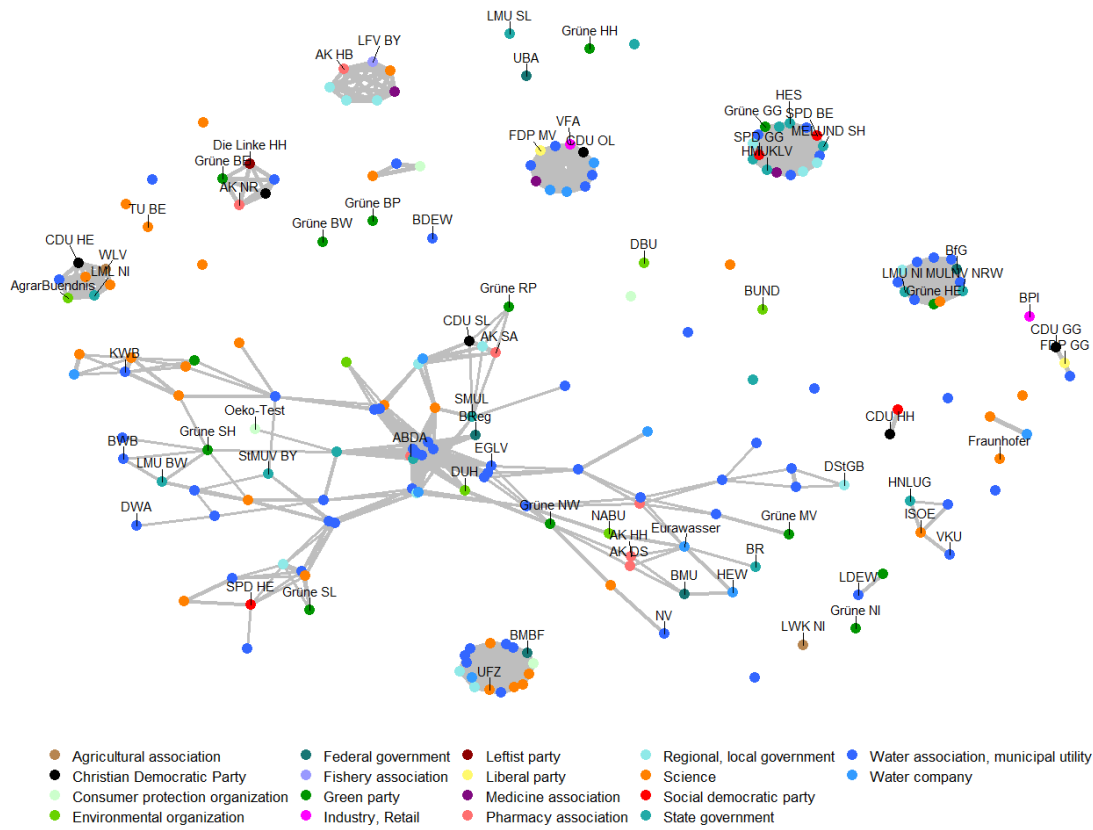 LMU SL
Grüne HH
LFV BY
AK HB
UBA
HES
Grüne GG
SPD BE
VFA
FDP MV
CDU OL
SPD GG
SH
HMUKLV
Die Linke HH
Grüne BE
AK NR
Grüne BP
TU BE
Grüne BW
BDEW
CDU HE
DBU
BfG
WLV
LML NI
LMU NI
MULNV NRW
AgrarBuendnis
Grüne HE
Grüne RP
BUND
BPI
CDU SL
CDU GG
AK SA
FDP GG
KWB
Oeko-Test
SMUL
BReg
CDU HH
Grüne SH
ABDA
BWB
Fraunhofer
EGLV
LMU BW
StMUV BY
DUH
DStGB
HNLUG
DWA
Grüne NW
NABU
Eurawasser
Grüne MV
ISOE
AK HH
AK DS
BR
VKU
BMU
HEW
LDEW
SPD HE
Grüne SL
Grüne NI
NV
LWK NI
BMBF
UFZ
Agricultural association
Christian Democratic Party
Consumer protection organization
Environmental organization
Federal government
Fishery association
Green party
Industry, Retail
Leftist party
Liberal party
Medicine association
Pharmacy association
Regional, local government
Science
Social democratic party
State government
Water association, municipal utility
Water company